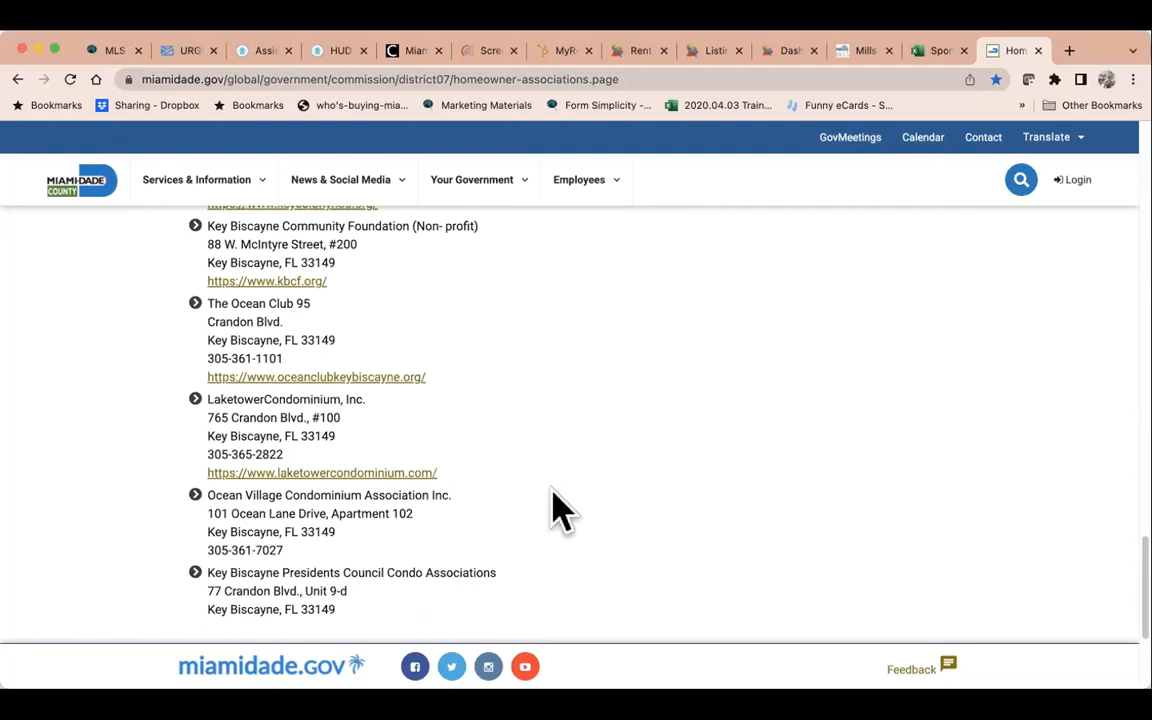 MLS
URG
Assi
HUD
Mian
Scre
MyR
Rent
Listin
Dash
Mills
Spor
Hom
miamidade.gov/global/government/commission/district07/homeowner-associations.page
Bookmarks
Sharing - Dropbox
Bookmarks
who's-buying-mia...
Marketing Materials
Form Simplicity -...
2020.04.03 Train...
Funny eCards - S...
»
Other Bookmarks
GovMeetings
Calendar
Contact
Translate
MIAMI-DADE
COUNTY
Services & Information
News & Social Media
Your Government
Employees
Login
Key Biscayne Community Foundation (Non- profit)
88 W. McIntyre Street, #200
Key Biscayne, FL 33149
https://www.kbcf.org/
The Ocean Club 95
Crandon Blvd.
Key Biscayne, FL 33149
305-361-1101
https://www.oceanclubkeybiscayne.org/
LaketowerCondominium, Inc.
765 Crandon Blvd., #100
Key Biscayne, FL 33149
305-365-2822
https://www.laketowercondominium.com/
Ocean Village Condominium Association Inc.
101 Ocean Lane Drive, Apartment 102
Key Biscayne, FL 33149
305-361-7027
Key Biscayne Presidents Council Condo Associations
77 Crandon Blvd., Unit 9-d
Key Biscayne, FL 33149
miamidade.gov
Feedback